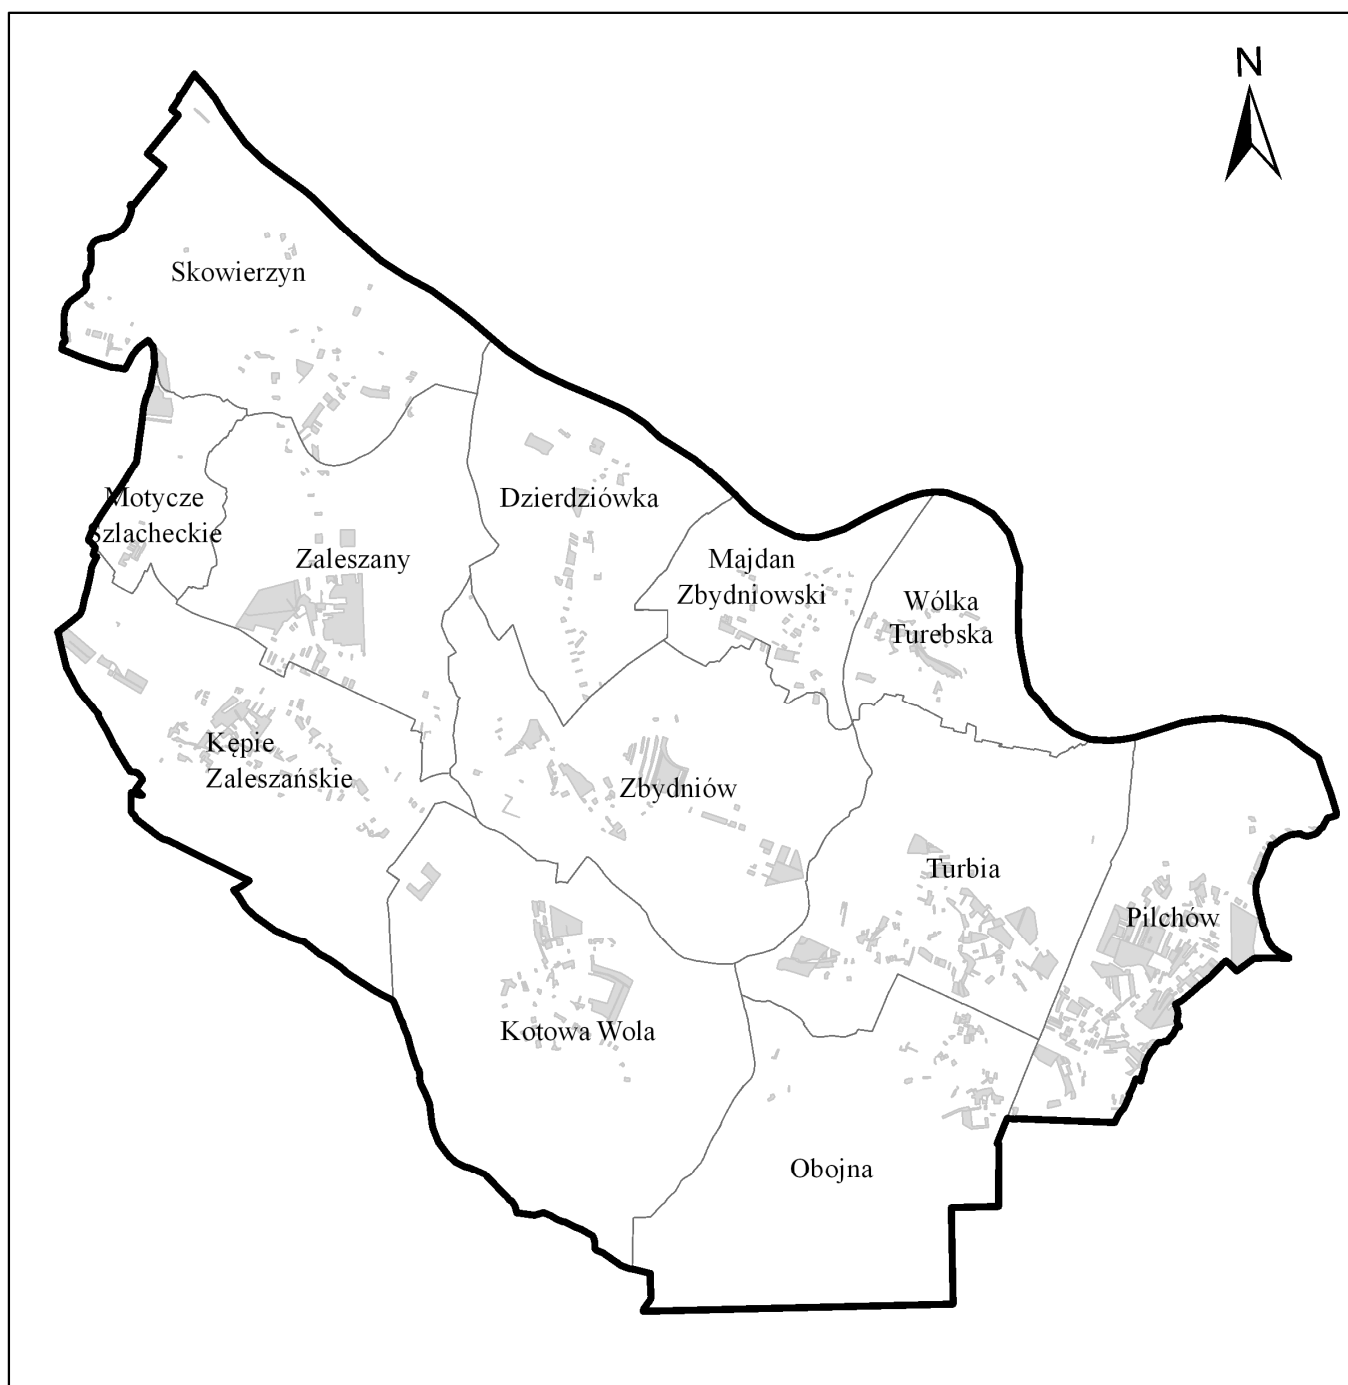 N
Skowierzyn
Motycze
Szlacheckie
Dzierdziówka
Zaleszany
Majdan
Zbydniowski
Wólka
Turebska
Kępie
Zaleszańskie
Zbydniów
Turbia
Pilchów
Kotowa Wola
Obojna